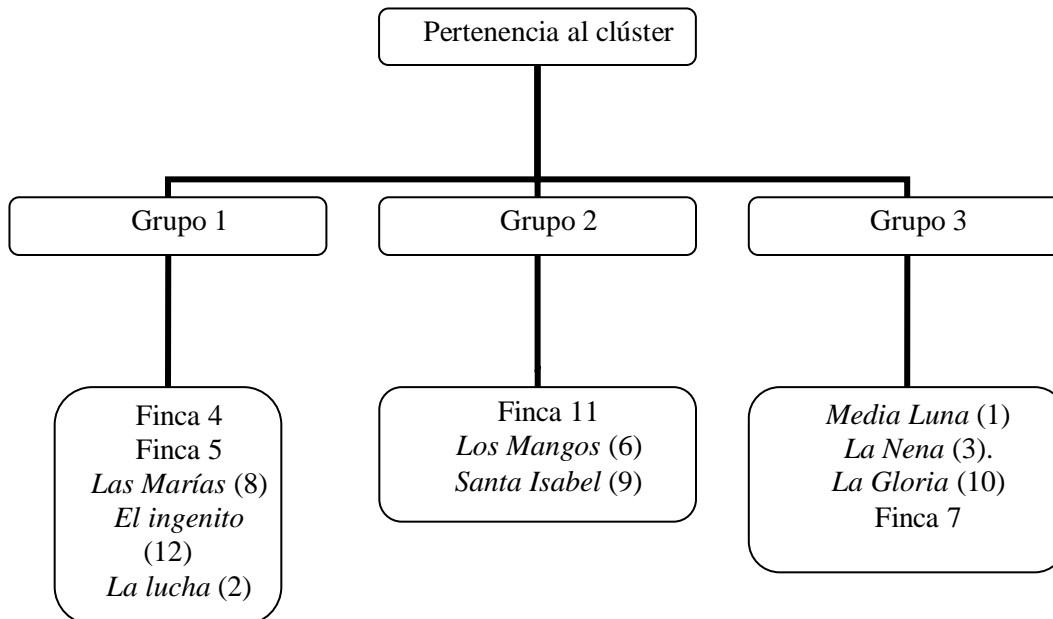 Pertenencia al clúster
Grupo 1
Grupo 2
Grupo 3
Finca 4
Finca 5
Las Marías (8)
El ingenito
(12)
La lucha (2)
Finca 11
Los Mangos (6)
Santa Isabel (9)
Media Luna (1)
La Nena (3).
La Gloria (10)
Finca 7